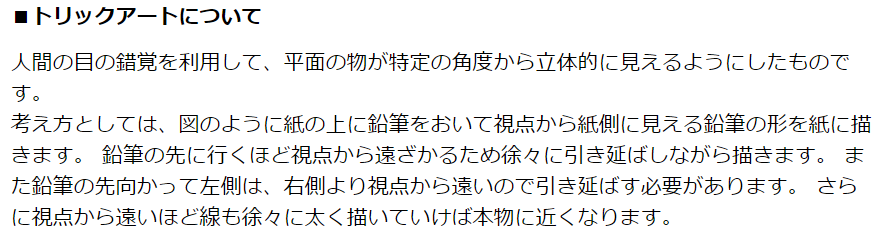 ■トリックアートについて
人間の目の錯覚を利用して、平面の物が特定の角度から立体的に見えるようにしたもので
す。
考え方としては、図のように紙の上に鉛筆をおいて視点から紙側に見える鉛筆の形を紙に描
きます。 鉛筆の先に行くほど視点から遠ざかるため徐々に引き延ばしながら描きます。 ま
た鉛筆の先向かって左側は、右側より視点から遠いので引き延ばす必要があります。 さら
に視点から遠いほど線も徐々に太く描いていけば本物に近くなります。